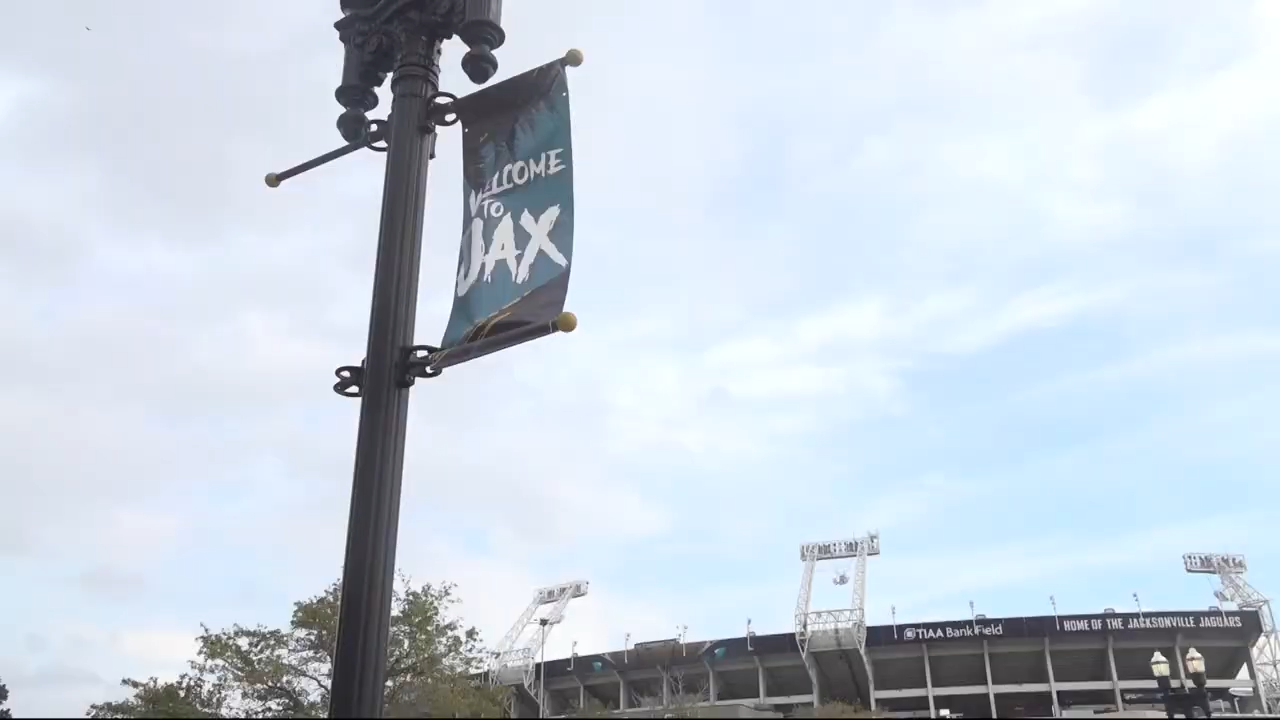 WELCOME
TO
JAX
TIAA Bank Field
HOME OF THE JACKSONVILLE JAGUARS